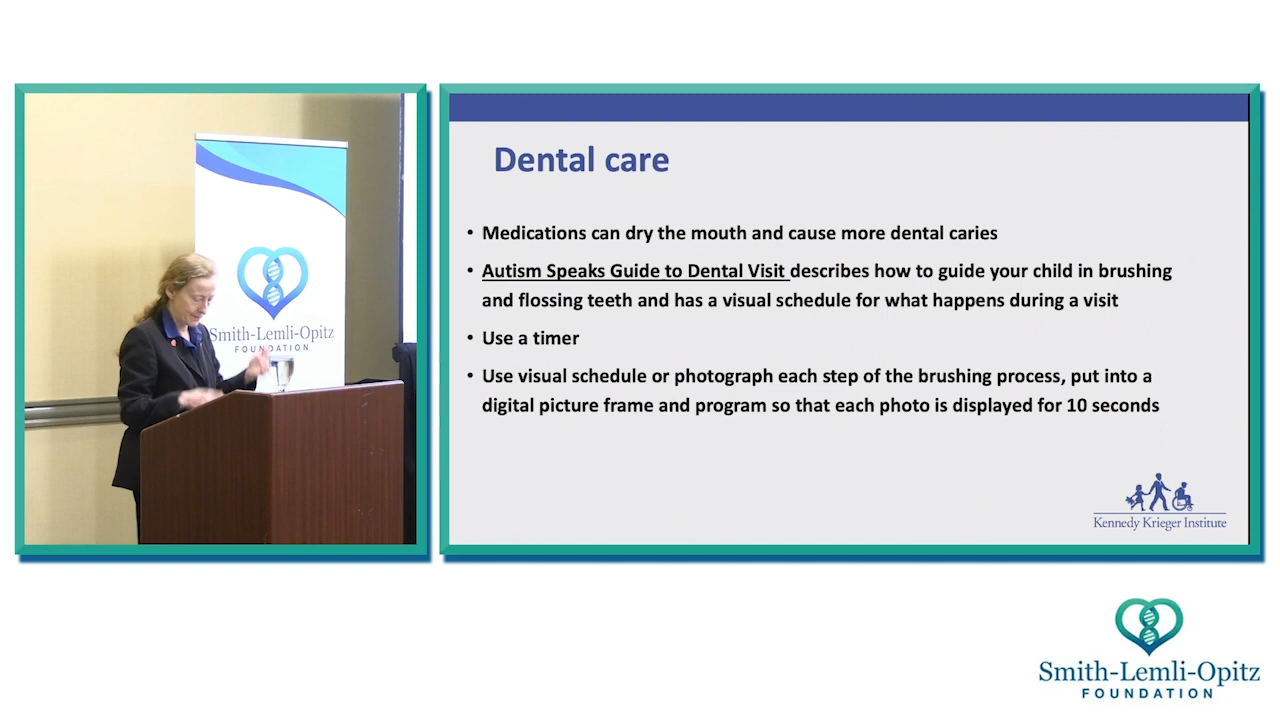 Smith-Lemli-Opitz
FOUNDATION
Dental care
• Medications can dry the mouth and cause more dental caries
• Autism Speaks Guide to Dental Visit describes how to guide your child in brushing
and flossing teeth and has a visual schedule for what happens during a visit
• Use a timer
• Use visual schedule or photograph each step of the brushing process, put into a
digital picture frame and program so that each photo is displayed for 10 seconds
Kennedy Krieger Institute
Smith-Lemli-Opitz
FOUNDATION